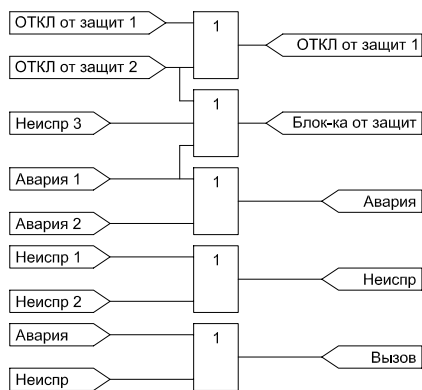 ОТКЛ от защит 1
1
ОТКЛ от защит 1
ОТКЛ от защит 2
1
Неиспр 3
Блок-ка от защит
Авария 1
1
Авария
Авария 2
Неиспр 1
1
Неиспр
Неиспр 2
Авария
1
Вызов
Неиспр